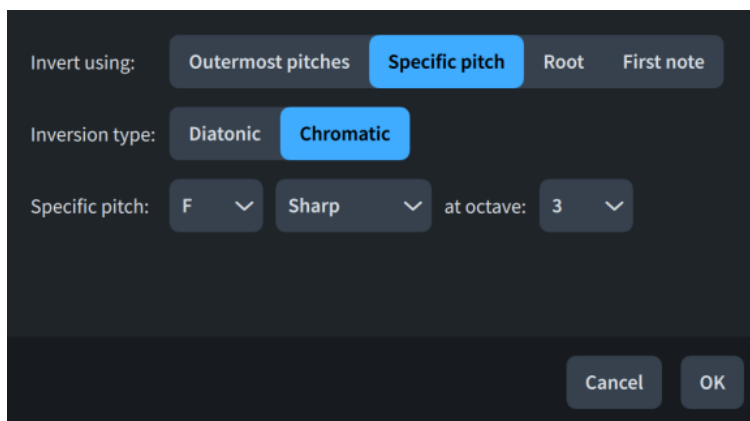 Invert using: Outermost pitches Specific pitch Root First note
Inversion type: Diatonic Chromatic
Specific pitch: F Sharp at octave: 3
Cancel OK